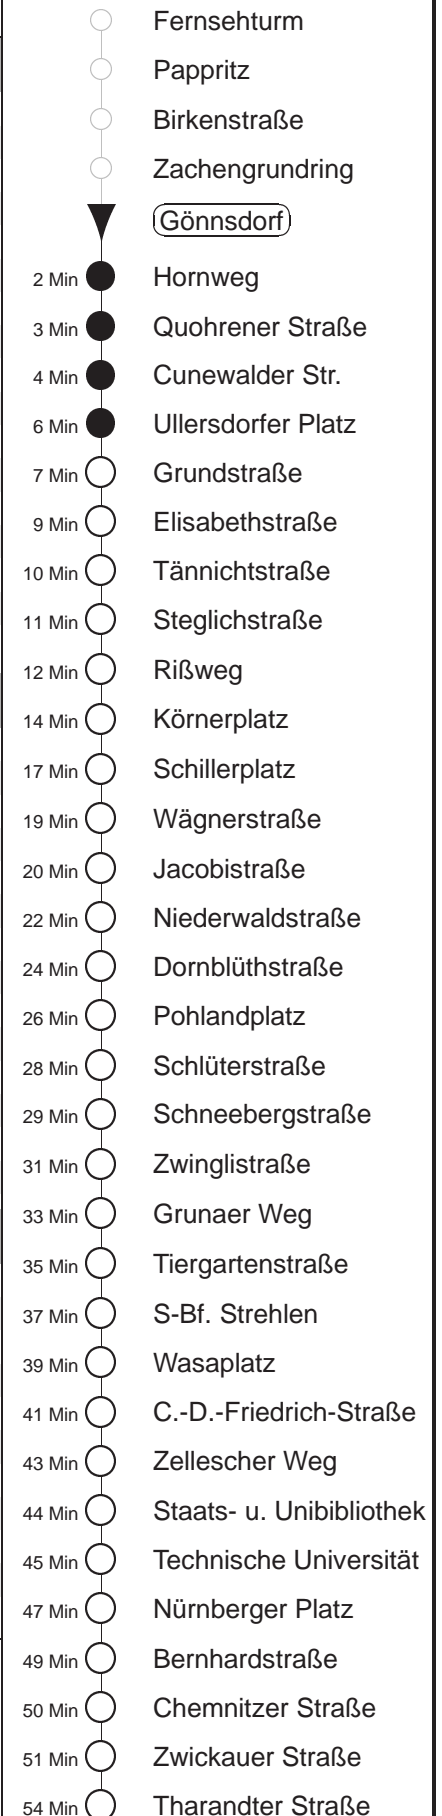 Fernsehturm
Pappritz
Birkenstraße
Zachengrundring
Gönnsdorf
2 Min Hornweg
3 Min Quohrener Straße
4 Min Cunewalder Str.
6 Min Ullersdorfer Platz
7 Min Grundstraße
9 Min Elisabethstraße
10 Min Tännichtstraße
11 Min Steglichstraße
12 Min Rißweg
14 Min Körnerplatz
17 Min Schillerplatz
19 Min Wägnerstraße
20 Min Jacobistraße
22 Min Niederwaldstraße
24 Min Dornblüthstraße
26 Min Pohlandplatz
28 Min Schlüterstraße
29 Min Schneebergstraße
31 Min Zwinglistraße
33 Min Grunaer Weg
35 Min Tiergartenstraße
37 Min S-Bf. Strehlen
39 Min Wasaplatz
41 Min C.-D.-Friedrich-Straße
43 Min Zellescher Weg
44 Min Staats- u. Unibibliothek
45 Min Technische Universität
47 Min Nürnberger Platz
49 Min Bernhardstraße
50 Min Chemnitzer Straße
51 Min Zwickauer Straße
54 Min Tharandter Straße